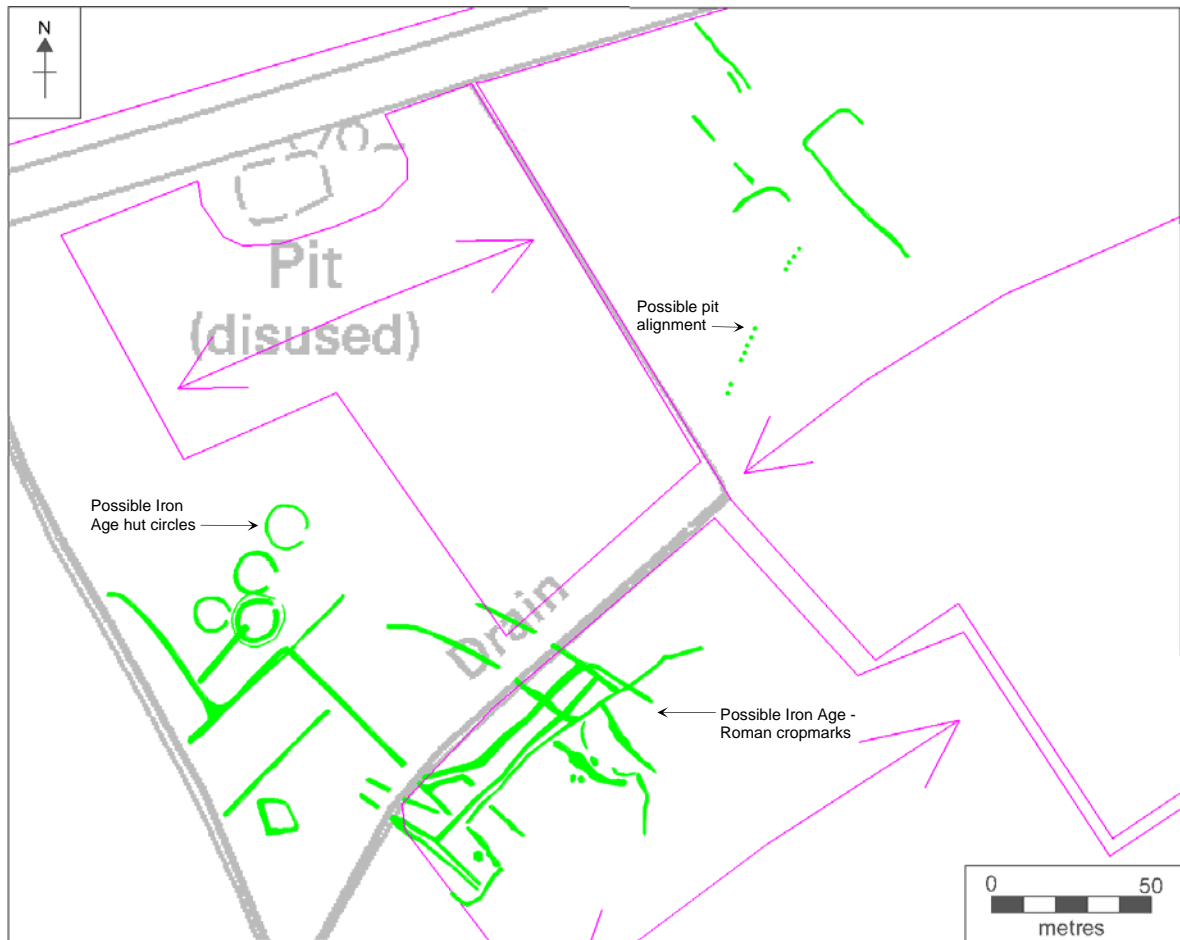 N
Pit
(disused)
Possible pit
alignment
Possible Iron
Age hut circles
Drain
Possible Iron Age -
Roman cropmarks
0 50
metres